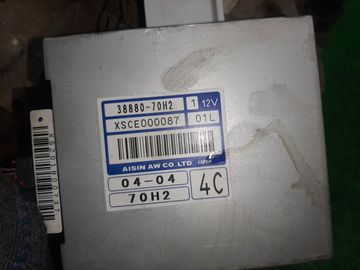 38880-70H2 1 12V
XSCE000087 01L
AISIN AW CO.LTD. JAPAN
04-04 4C
70H2